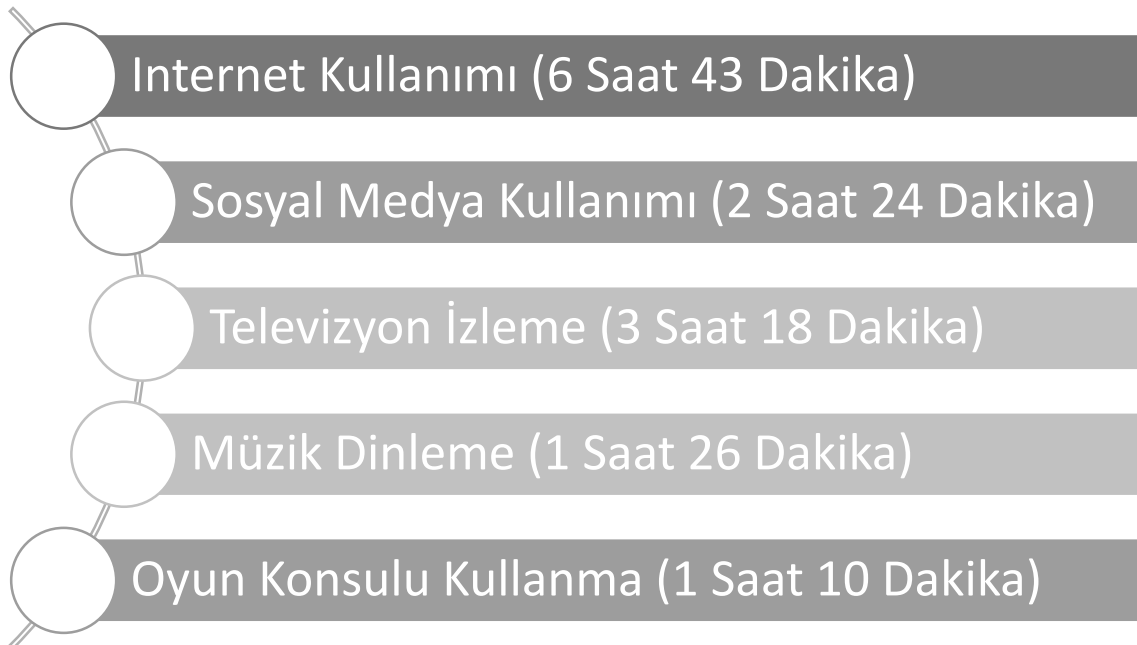 Internet Kullanımı (6 Saat 43 Dakika)
Sosyal Medya Kullanımı (2 Saat 24 Dakika)
Televizyon İzleme (3 Saat 18 Dakika)
Müzik Dinleme (1 Saat 26 Dakika)
Oyun Konsulu Kullanma (1 Saat 10 Dakika)